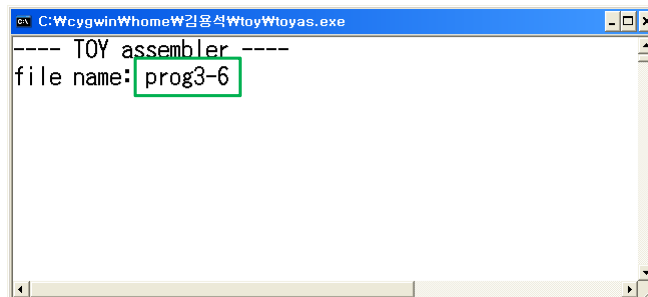 C:₩cygwin₩home₩김용석₩toy₩toyas.exe
---- TOY assembler ----
file name: prog3-6